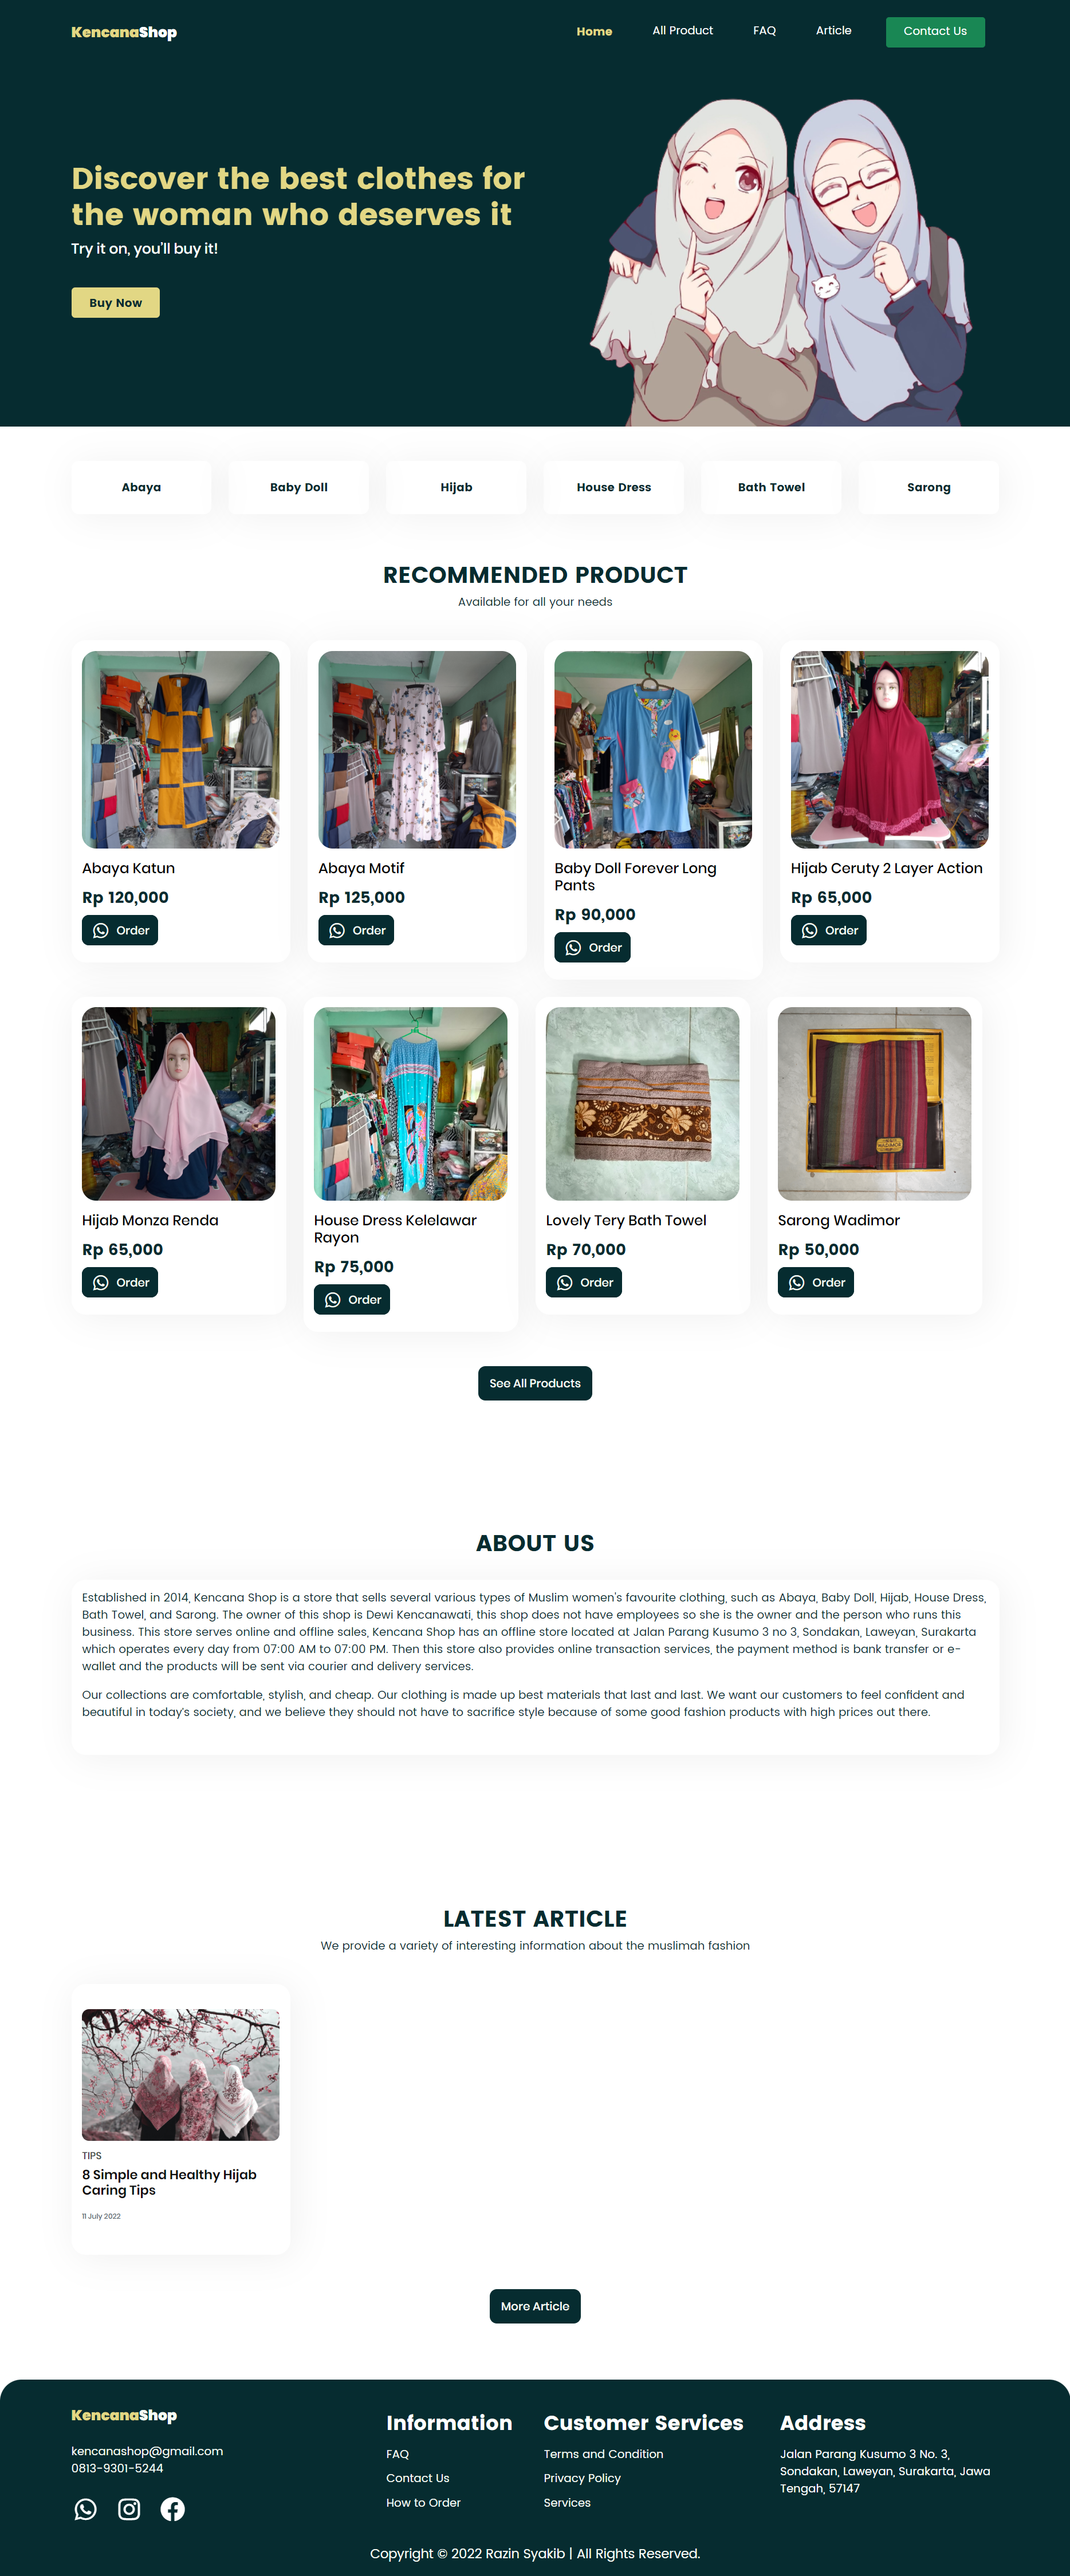 KencanaShop
Home
All Product
FAQ
Article
Contact Us
Discover the best clothes for
the woman who deserves it
Try it on, you'll buy it!
Buy Now
Abaya
Baby Doll
Hijab
House Dress
Bath Towel
Sarong
RECOMMENDED PRODUCT
Available for all your needs
Abaya Katun
Rp 120,000
Order
Abaya Motif
Rp 125,000
Order
Baby Doll Forever Long
Pants
Rp 90,000
Order
Hijab Ceruty 2 Layer Action
Rp 65,000
Order
Hijab Monza Renda
Rp 65,000
Order
House Dress Kelelawar
Rayon
Rp 75,000
Order
Lovely Tery Bath Towel
Rp 70,000
Order
Sarong Wadimor
Rp 50,000
Order
See All Products
ABOUT US
Established in 2014, Kencana Shop is a store that sells several various types of Muslim women's favourite clothing, such as Abaya, Baby Doll, Hijab, House Dress,
Bath Towel, and Sarong. The owner of this shop is Dewi Kencanawati, this shop does not have employees so she is the owner and the person who runs this
business. This store serves online and offline sales, Kencana Shop has an offline store located at Jalan Parang Kusumo 3 no 3, Sondakan, Laweyan, Surakarta
which operates every day from 07:00 AM to 07:00 PM. Then this store also provides online transaction services, the payment method is bank transfer or e-
wallet and the products will be sent via courier and delivery services.
Our collections are comfortable, stylish, and cheap. Our clothing is made up best materials that last and last. We want our customers to feel confident and
beautiful in today's society, and we believe they should not have to sacrifice style because of some good fashion products with high prices out there.
LATEST ARTICLE
We provide a variety of interesting information about the muslimah fashion
TIPS
8 Simple and Healthy Hijab
Caring Tips
11 July 2022
More Article
KencanaShop
kencanashop@gmail.com
0813-9301-5244
Information
FAQ
Contact Us
How to Order
Customer Services
Terms and Condition
Privacy Policy
Services
Address
Jalan Parang Kusumo 3 No. 3,
Sondakan, Laweyan, Surakarta, Jawa
Tengah, 57147
Copyright © 2022 Razin Syakib | All Rights Reserved.